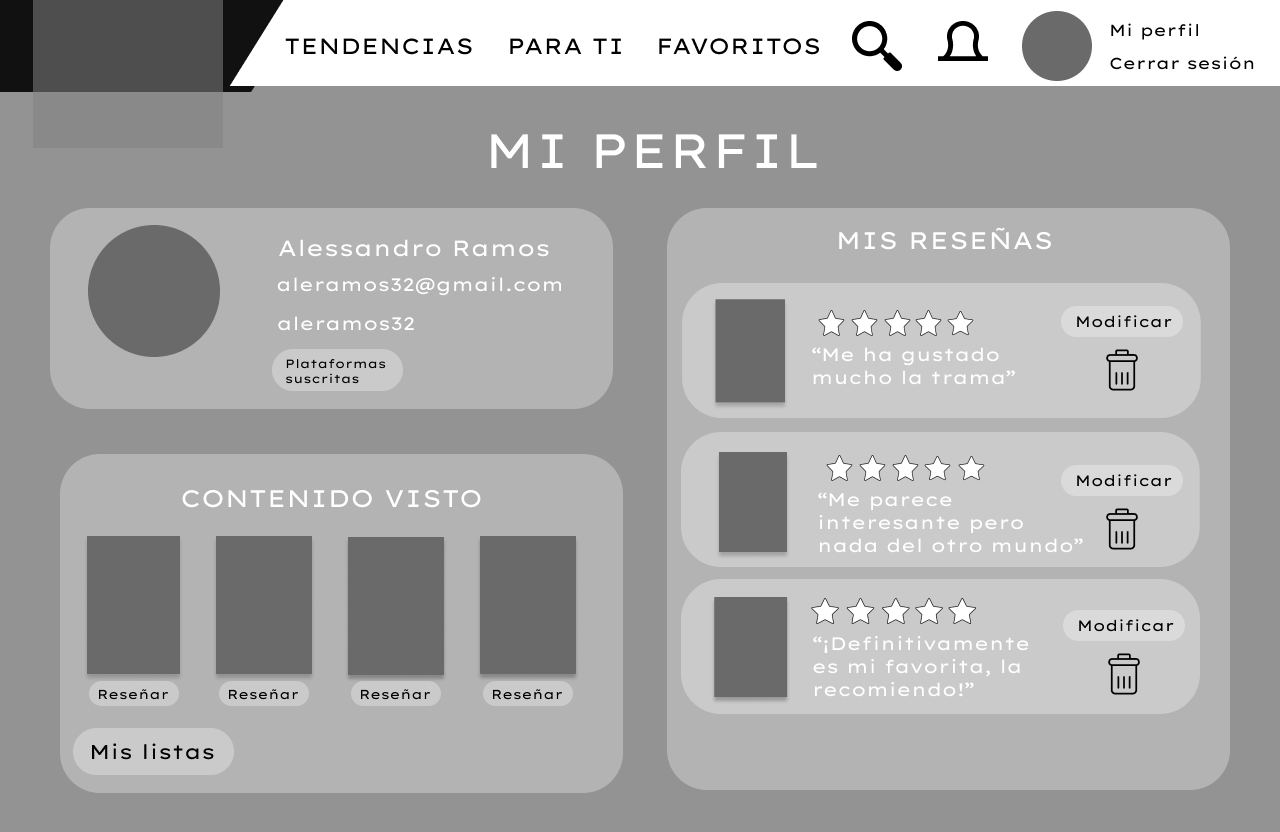 TENDENCIAS PARA TI FAVORITOS
Mi perfil
Cerrar sesión
MI PERFIL
Alessandro Ramos
aleramos32@gmail.com
aleramos32
Plataformas
suscritas
CONTENIDO VISTO
Reseñar Reseñar Reseñar Reseñar
Mis listas
MIS RESEÑAS
“Me ha gustado
mucho la trama”
Modificar
“Me parece
interesante pero
nada del otro mundo”
Modificar
“¡Definitivamente
es mi favorita, la
recomiendo!”
Modificar